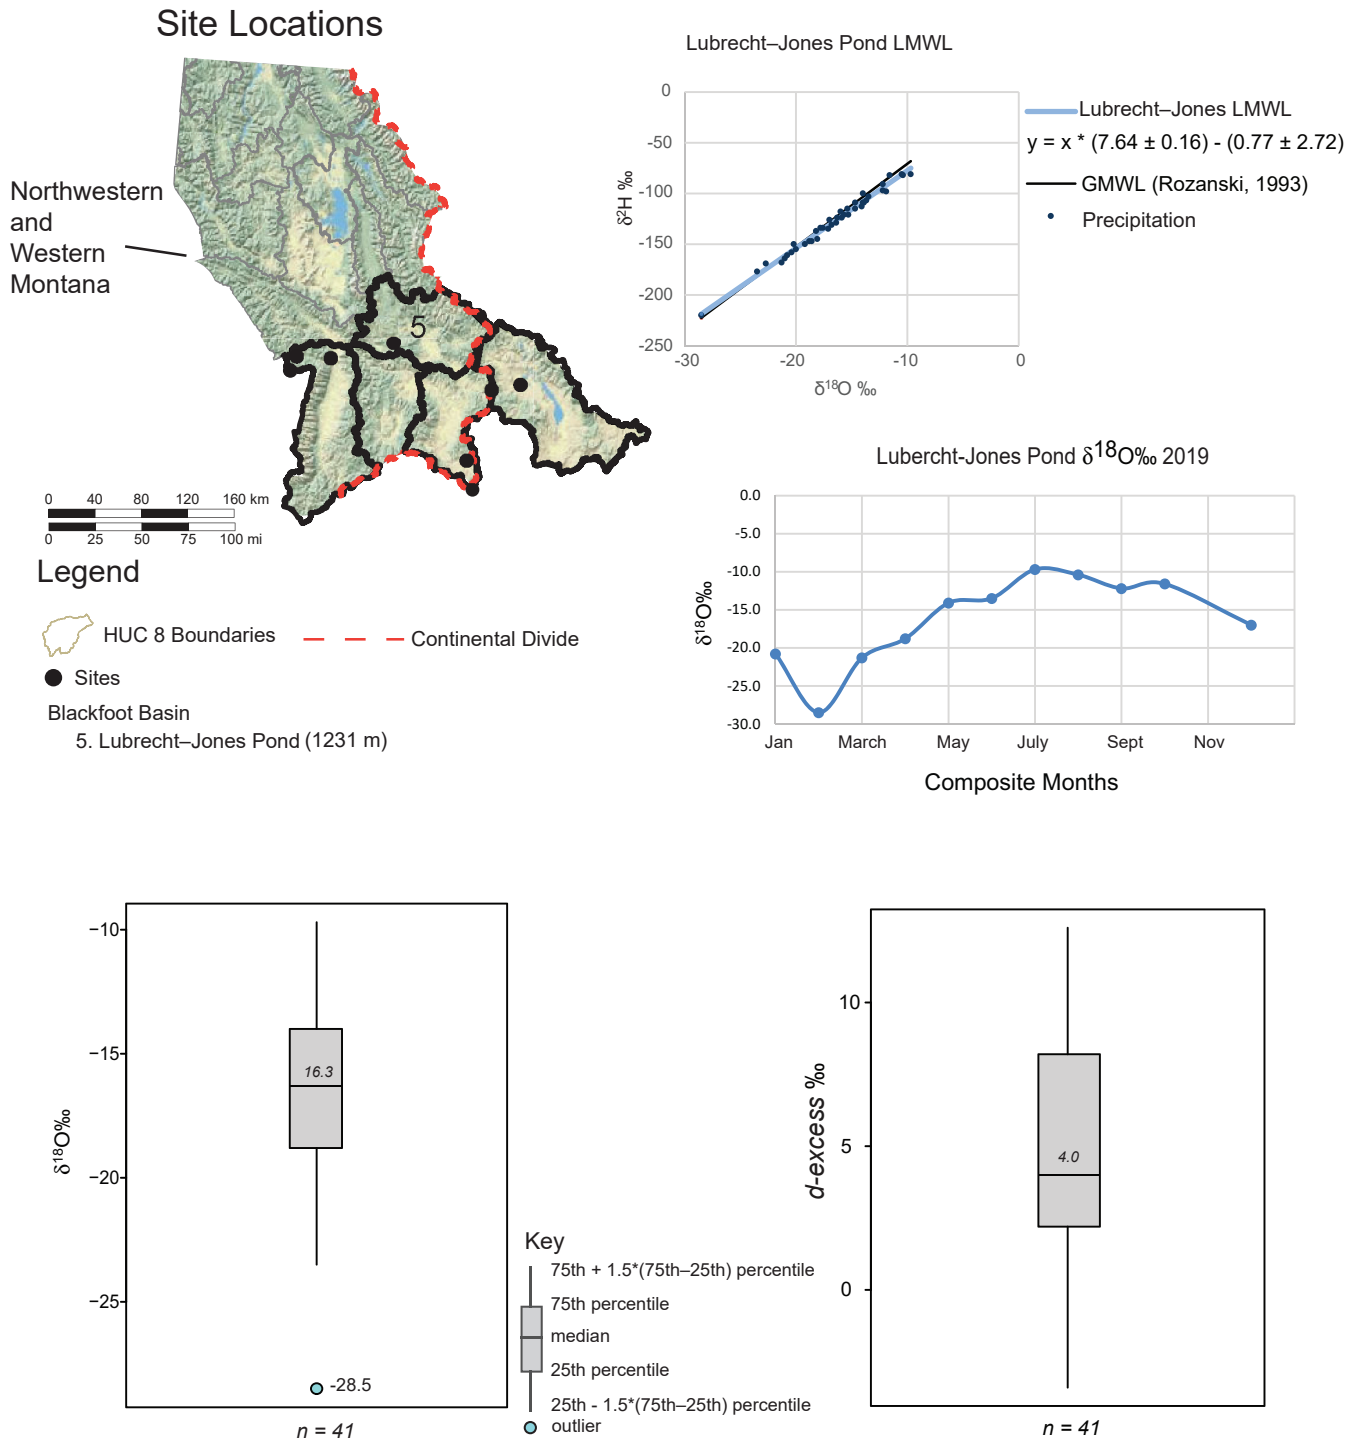 Site Locations
Northwestern
and
Western
Montana
5
0 40 80 120 160 km
0 25 50 75 100 mi
Legend
HUC 8 Boundaries
Continental Divide
Sites
Blackfoot Basin
5. Lubrecht–Jones Pond (1231 m)
Lubrecht–Jones Pond LMWL
0
-50
-100
-150
-200
-250
δ²H ‰
-30 -20 -10 0
δ¹⁸O ‰
Lubrecht–Jones LMWL
y = x * (7.64 ± 0.16) - (0.77 ± 2.72)
GMWL (Rozanski, 1993)
Precipitation
Lubercht-Jones Pond δ¹⁸O‰ 2019
0.0
-5.0
-10.0
-15.0
-20.0
-25.0
-30.0
δ¹⁸O‰
Jan March May July Sept Nov
Composite Months
−10
−15
−20
−25
δ¹⁸O‰
16.3
-28.5
n = 41
Key
75th + 1.5*(75th–25th) percentile
75th percentile
median
25th percentile
25th - 1.5*(75th–25th) percentile
outlier
10
5
0
d-excess ‰
4.0
n = 41